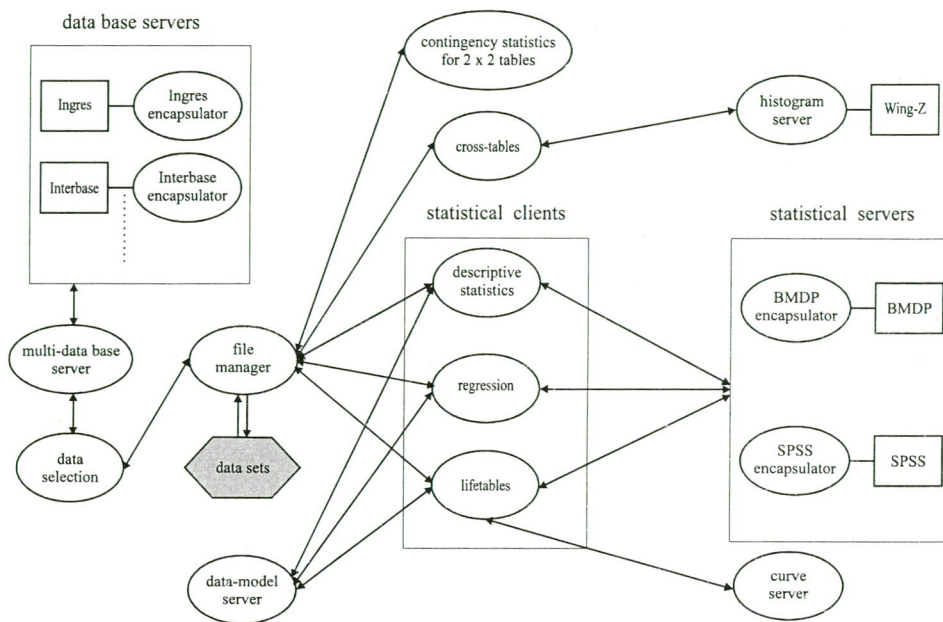 data base servers
Ingres
Ingres
encapsulator
Interbase
Interbase
encapsulator
multi-data base
server
data
selection
file
manager
data sets
data-model
server
contingency statistics
for 2 x 2 tables
cross-tables
histogram
server
Wing-Z
statistical clients
descriptive
statistics
regression
lifetables
statistical servers
BMDP
encapsulator
BMDP
SPSS
encapsulator
SPSS
curve
server